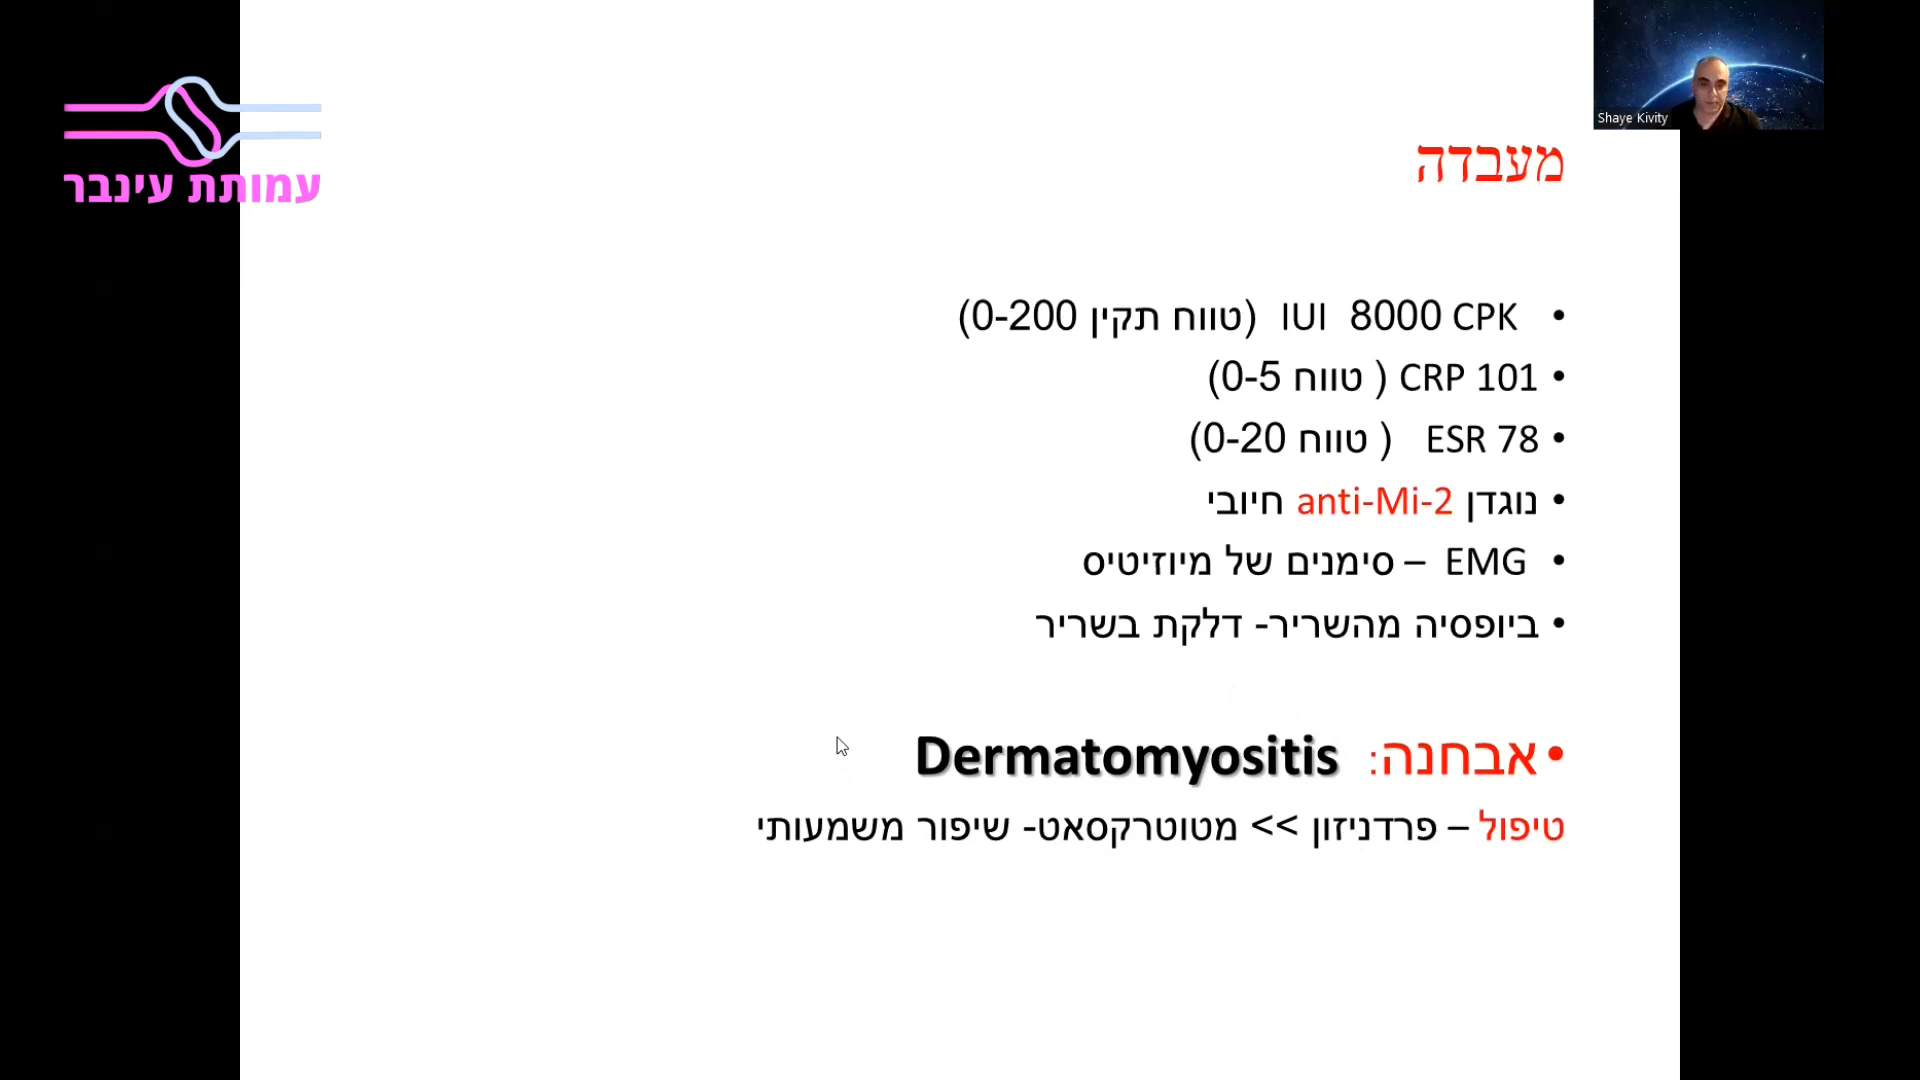 Shaye Kivity
עמותת עינבר
מעבדה
• CPK 8000 IUI (טווח תקין 0-200)
• CRP 101 ( טווח 0-5)
• ESR 78 ( טווח 0-20)
• נוגדן anti-Mi-2 חיובי
• EMG – סימנים של מיוזיטיס
• ביופסיה מהשריר- דלקת בשריר
• אבחנה: Dermatomyositis
טיפול – פרדניזון >> מטוטרקסאט- שיפור משמעותי